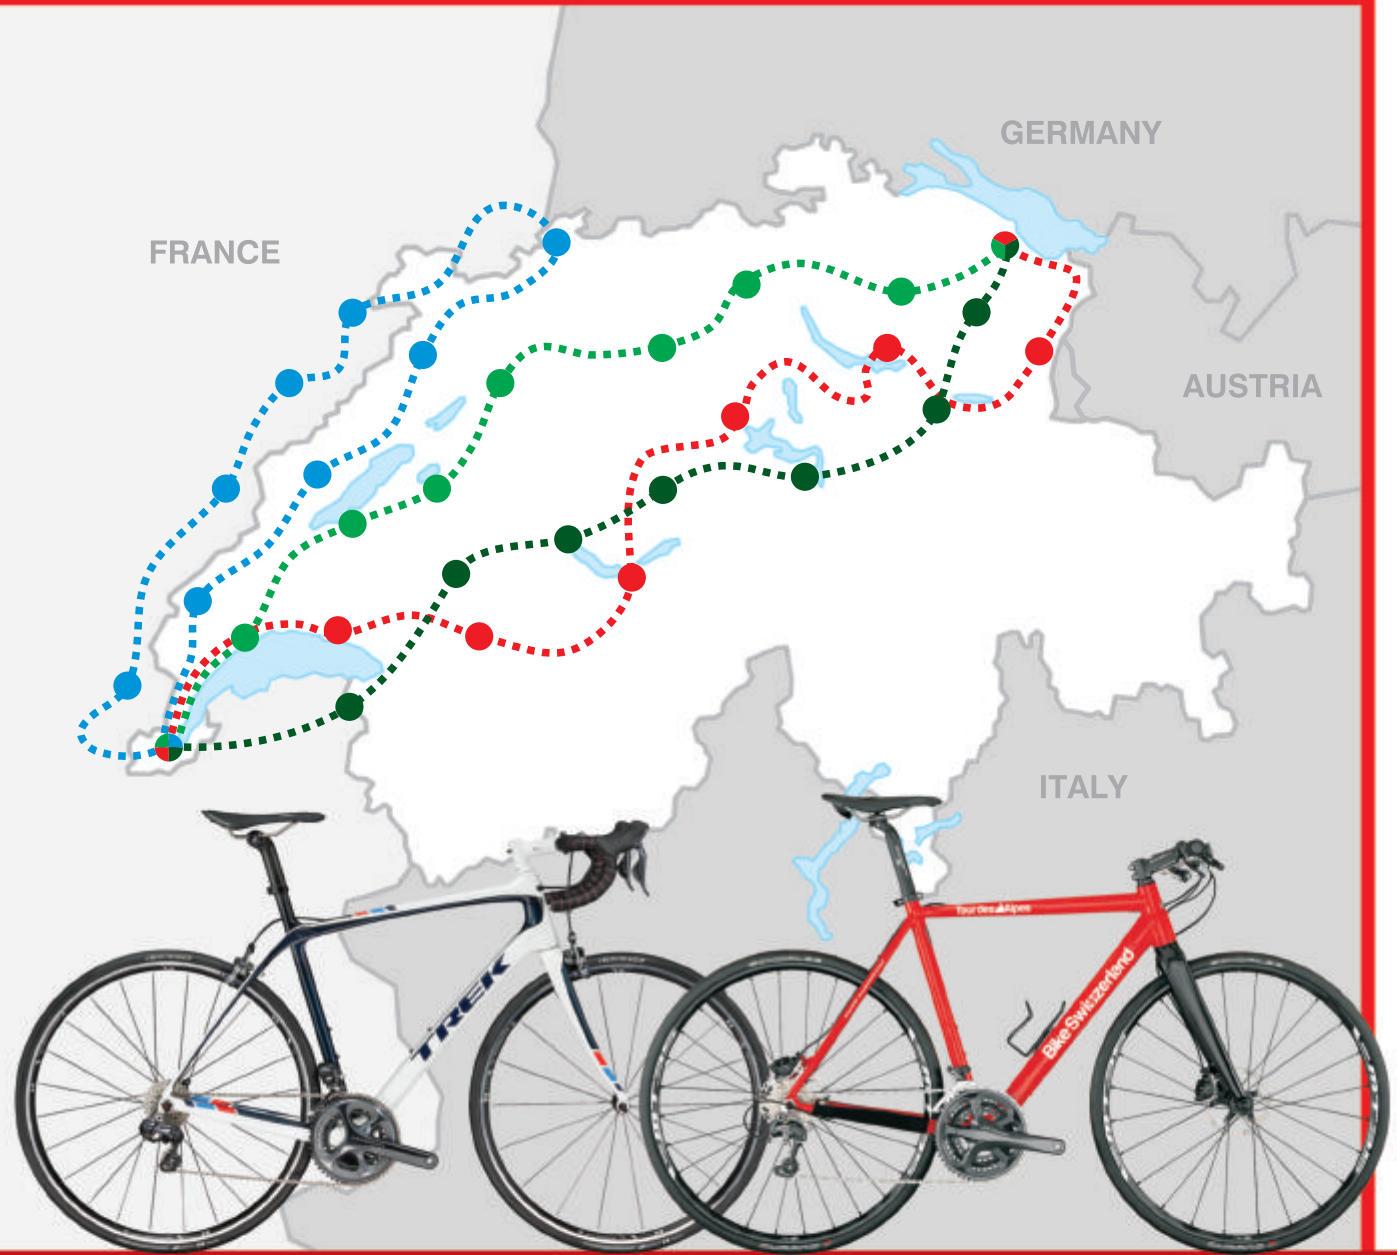 GERMANY
FRANCE
AUSTRIA
ITALY
Tour des Alpes
TREK
Bike Switzerland